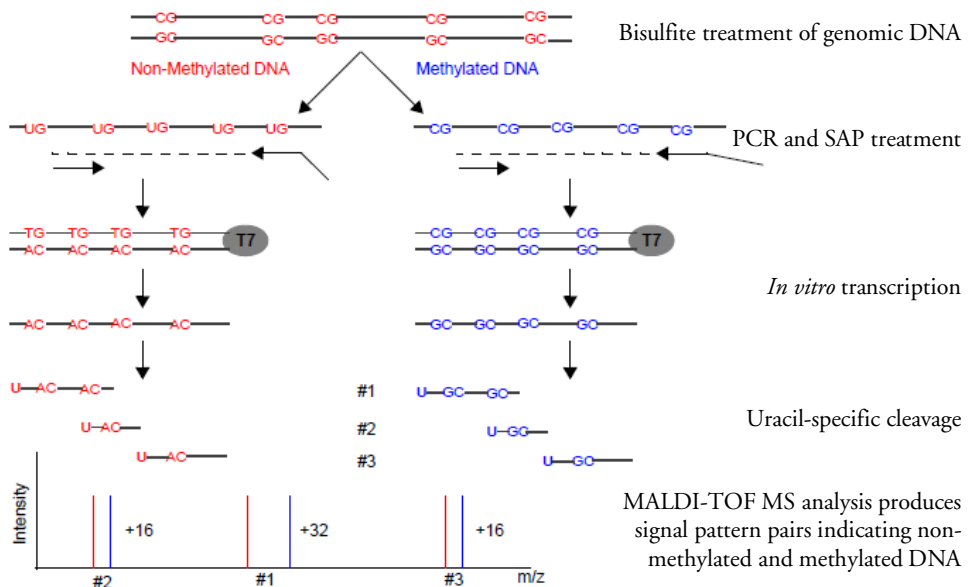 CG CG CG CG CG
GC GC GC GC GC
Bisulfite treatment of genomic DNA
Non-Methylated DNA Methylated DNA
UG UG UG UG UG
CG CG CG CG CG
PCR and SAP treatment
TG TG TG TG T7
AC AC AC AC
CG CG CG CG T7
GC GC GC GC
In vitro transcription
AC AC AC AC
GC GC GC GC
U AC AC #1 U GC GC
U AC #2 U GC
Uracil-specific cleavage
U AC #3 U GC
Intensity
+16 +32 +16
#2 #1 #3 m/z
MALDI-TOF MS analysis produces
signal pattern pairs indicating non-
methylated and methylated DNA